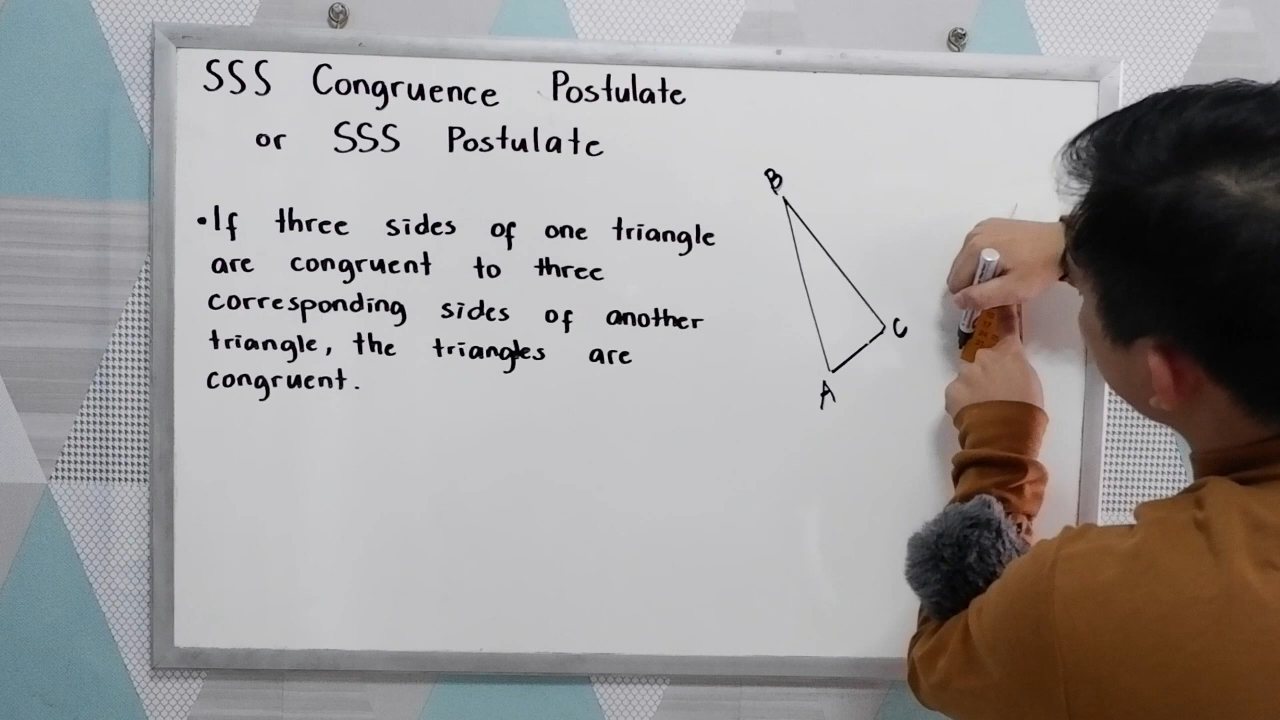 SSS Congruence Postulate
or SSS Postulate
•If three sides of one triangle
are congruent to three
corresponding sides of another
triangle, the triangles are
congruent.
B
C
A